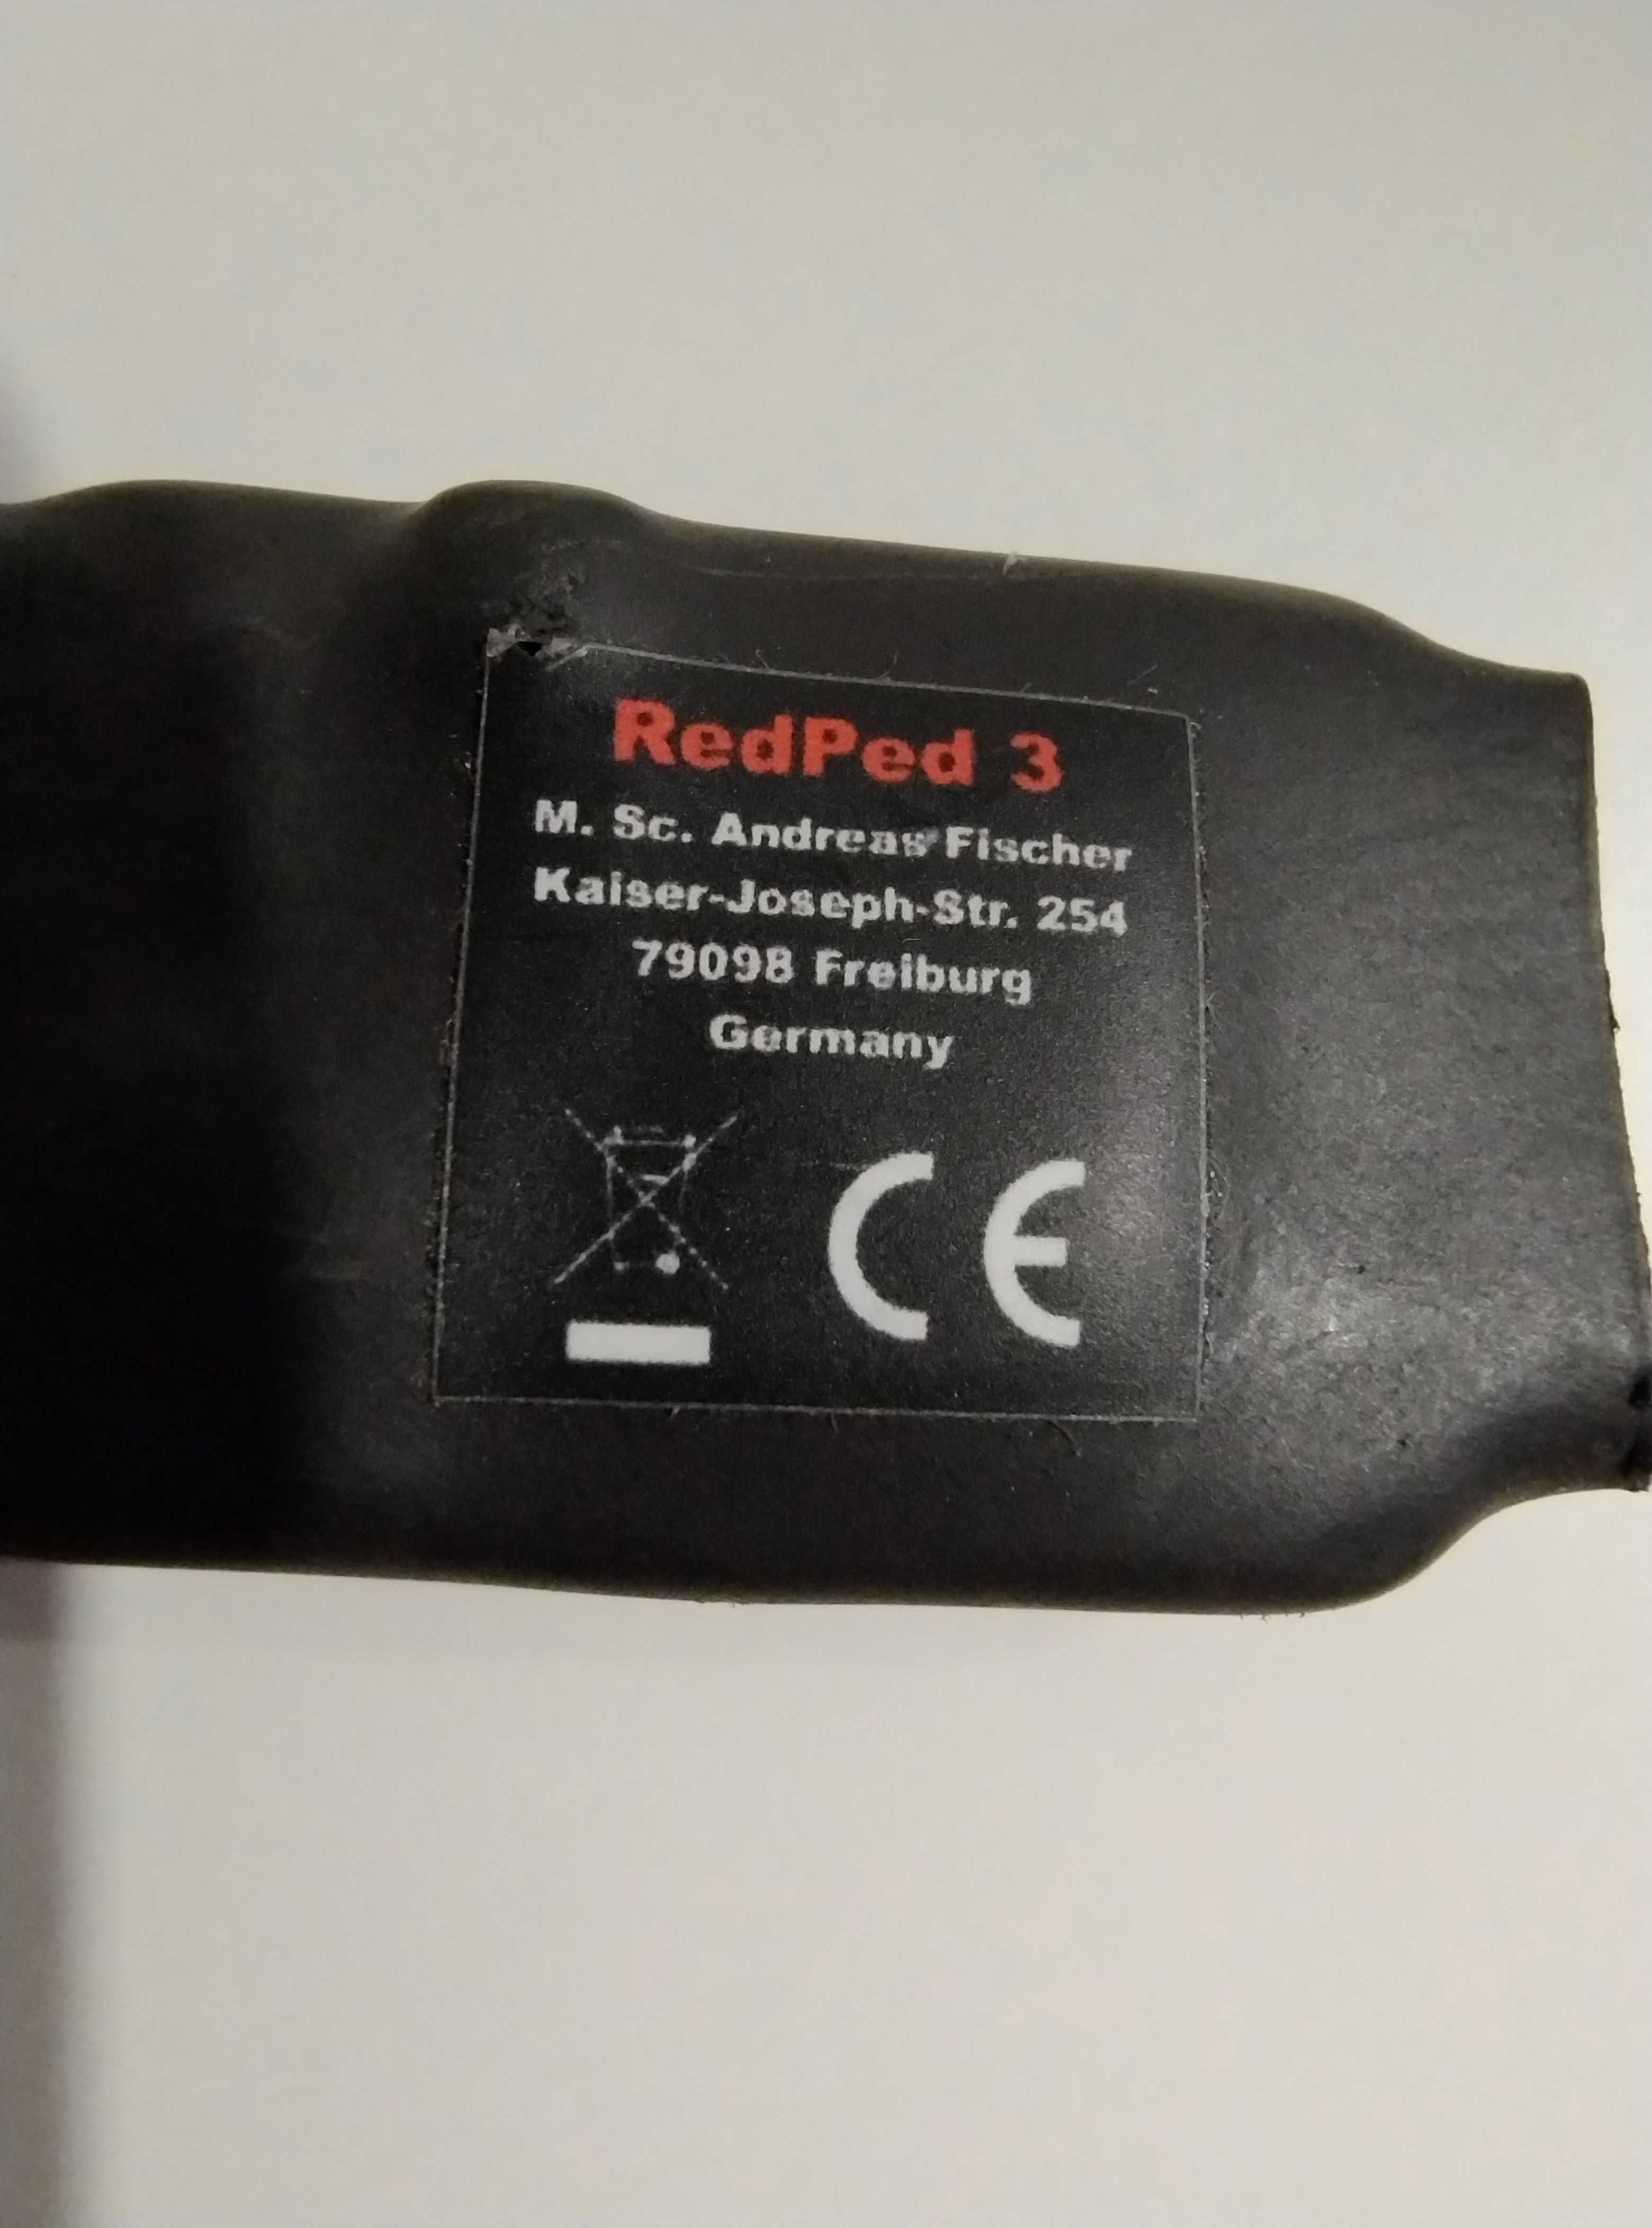 RedPed 3
M. Sc. Andreas Fischer
Kaiser-Joseph-Str. 254
79098 Freiburg
Germany
CE